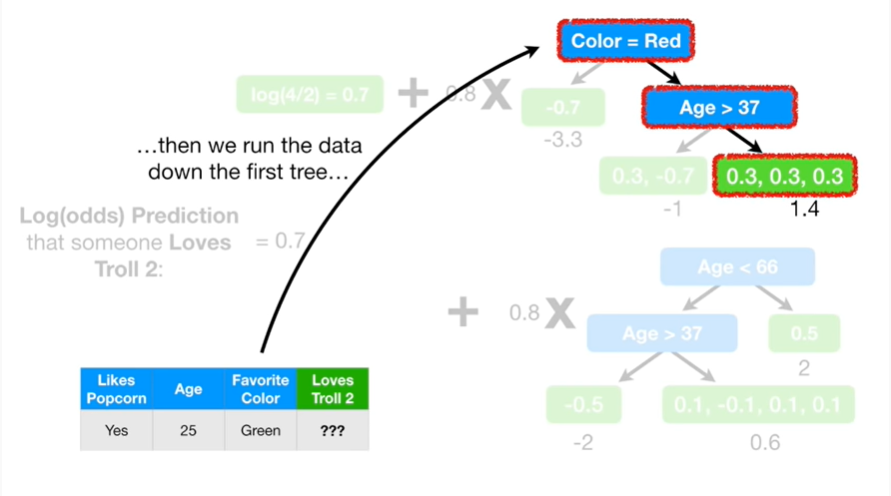 Color = Red
log(4/2) = 0.7 + 0.8 X
-0.7
Age > 37
-3.3
…then we run the data
down the first tree…
0.3, -0.7
0.3, 0.3, 0.3
-1
1.4
Log(odds) Prediction
that someone Loves = 0.7
Troll 2:
Age < 66
+ 0.8 X
Age > 37
0.5
2
-0.5
0.1, -0.1, 0.1, 0.1
-2
0.6
Likes Popcorn
Age
Favorite Color
Loves Troll 2
Yes
25
Green
???